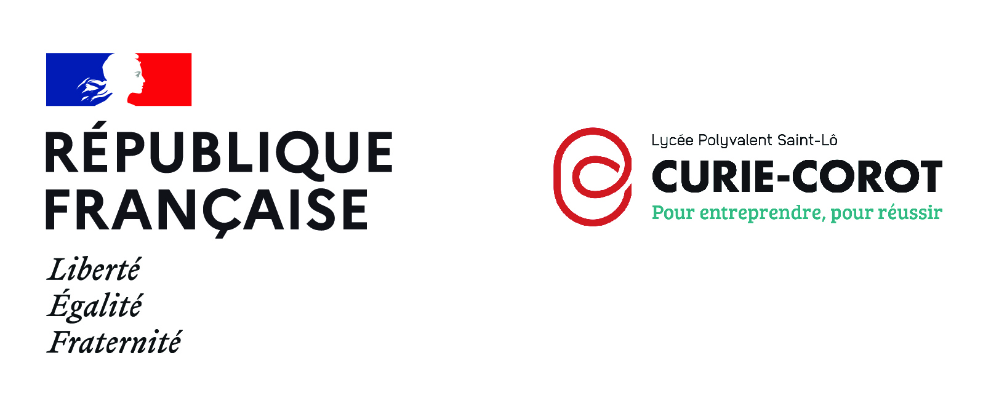 RÉPUBLIQUE
FRANÇAISE
Liberté
Égalité
Fraternité
Lycée Polyvalent Saint-Lô
CURIE-COROT
Pour entreprendre, pour réussir